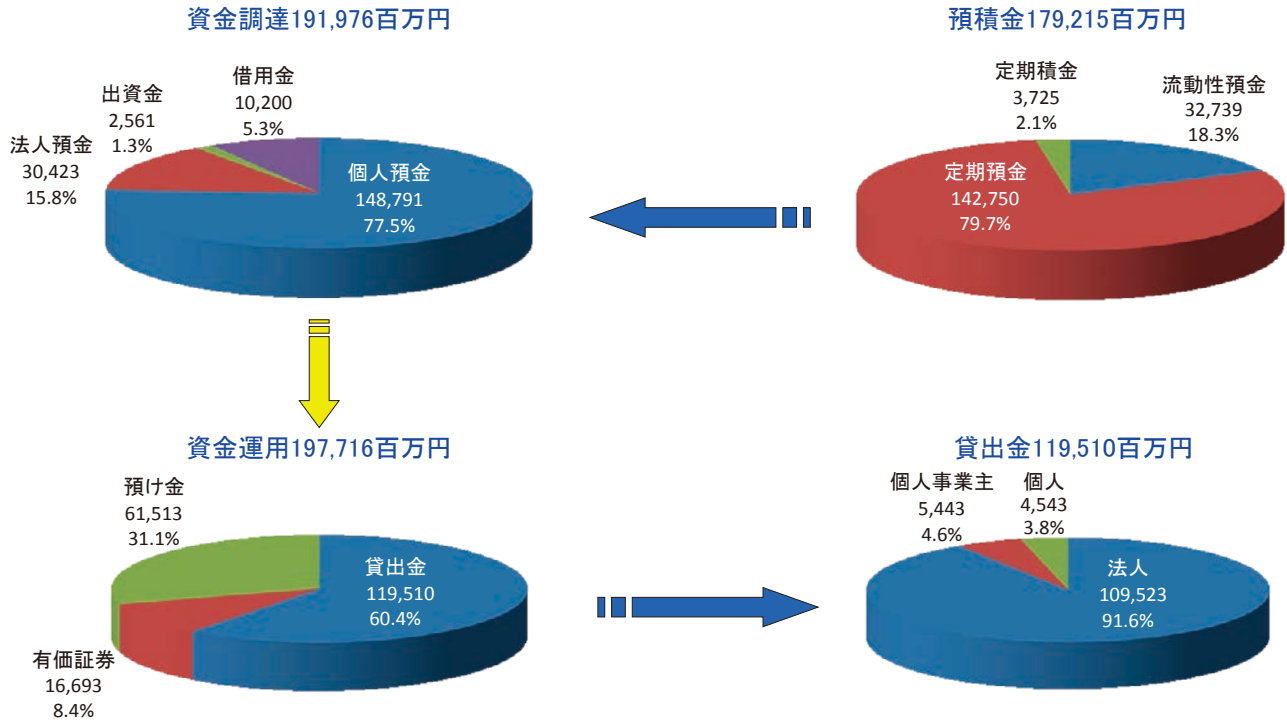 資金調達191,976百万円
出資金
2,561
1.3%
借用金
10,200
5.3%
法人預金
30,423
15.8%
個人預金
148,791
77.5%
預積金179,215百万円
定期積金
3,725
2.1%
流動性預金
32,739
18.3%
定期預金
142,750
79.7%
資金運用197,716百万円
預け金
61,513
31.1%
貸出金
119,510
60.4%
有価証券
16,693
8.4%
貸出金119,510百万円
個人事業主
5,443
4.6%
個人
4,543
3.8%
法人
109,523
91.6%